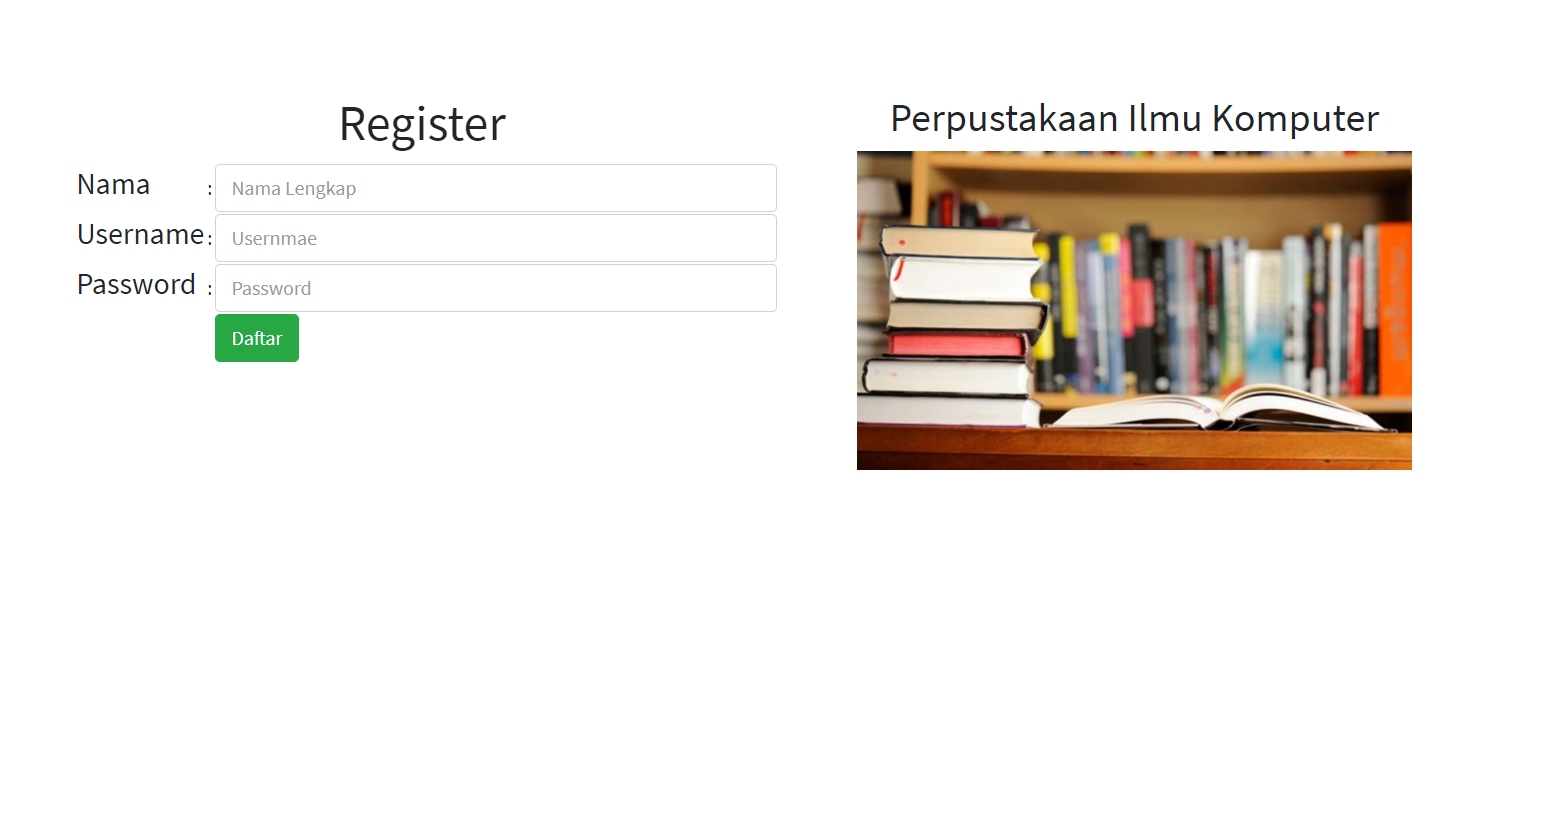 Register
Nama : Nama Lengkap
Username : Usernmae
Password : Password
Daftar
Perpustakaan Ilmu Komputer